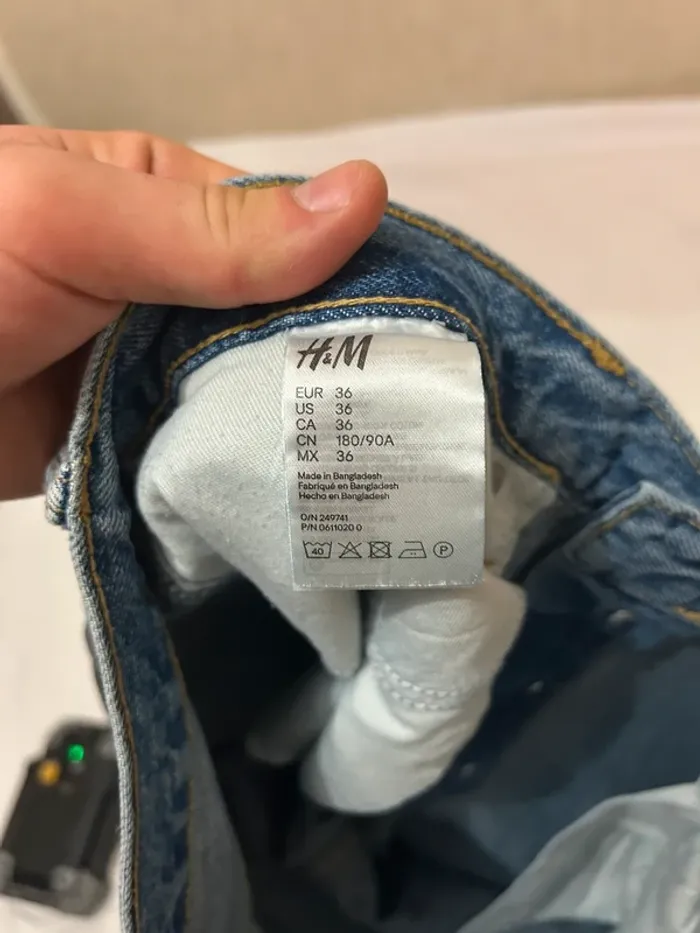 H&M
EUR 36
US 36
CA 36
CN 180/90A
MX 36
Made in Bangladesh
Fabriqué en Bangladesh
Hecho en Bangladesh
O/N 249741
P/N 0611020 0
40
P